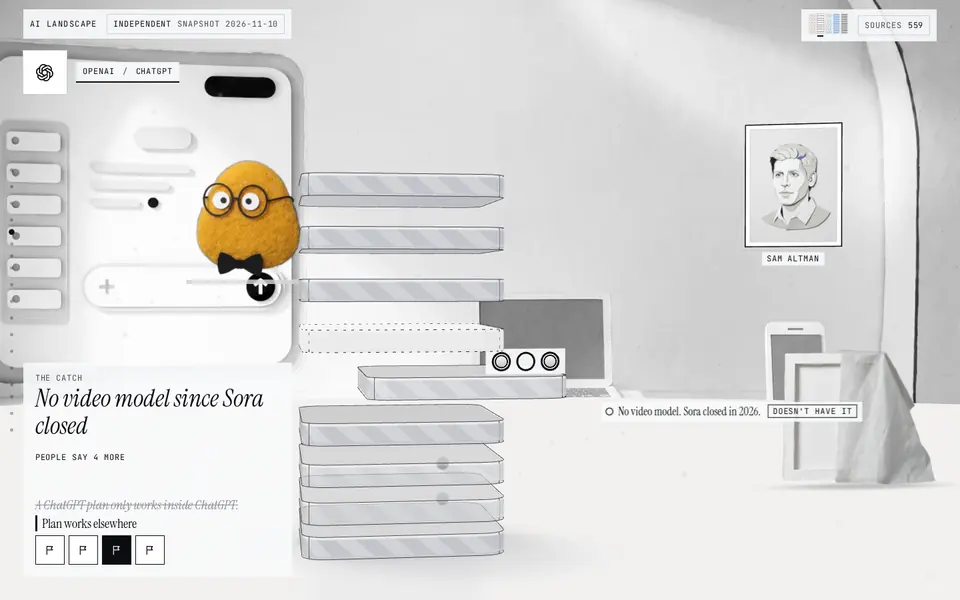 AI LANDSCAPE
INDEPENDENT SNAPSHOT 2026-11-10
SOURCES 559
OPENAI / CHATGPT
SAM ALTMAN
THE CATCH
No video model since Sora
closed
PEOPLE SAY 4 MORE
No video model. Sora closed in 2026.
DOESN'T HAVE IT
A ChatGPT plan only works inside ChatGPT.
Plan works elsewhere